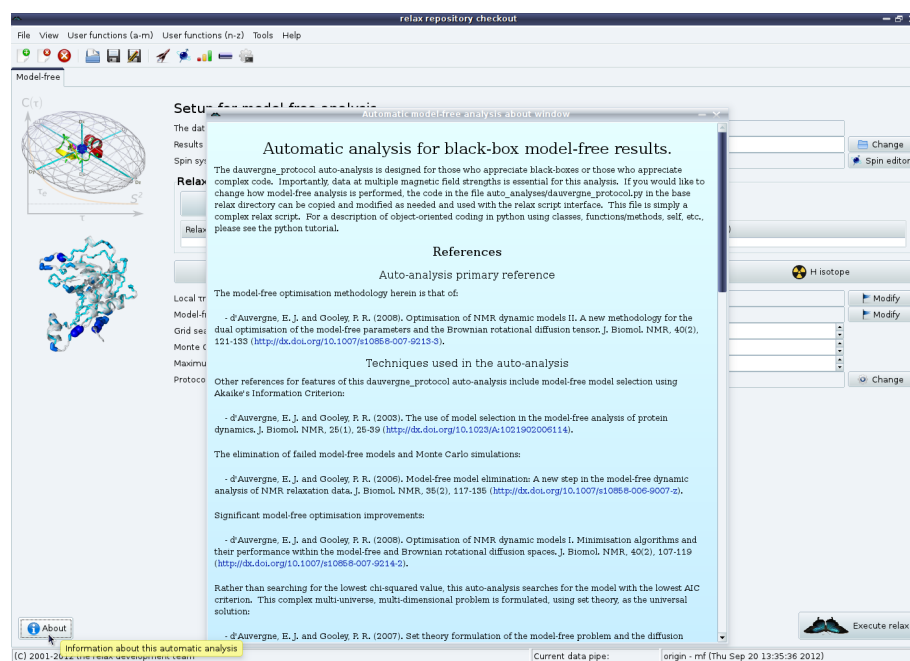 relax repository checkout
File View User functions (a-m) User functions (n-z) Tools Help
Model-free
C(τ)
τe
S²
Setup for model-free analysis
The dat
Results
Change
Spin sys
Spin editor
Relax
Relax
H isotope
Local τm
Modify
Model-f
Modify
Grid sea
Monte C
Maximu
Protoco
Change
Automatic model-free analysis about window
Automatic analysis for black-box model-free results.
The dauvergne_protocol auto-analysis is designed for those who appreciate black-boxes or those who appreciate
complex code. Importantly, data at multiple magnetic field strengths is essential for this analysis. If you would like to
change how model-free analysis is performed, the code in the file auto_analyses/dauvergne_protocol.py in the base
relax directory can be copied and modified as needed and used with the relax script interface. This file is simply a
complex relax script. For a description of object-oriented coding in python using classes, functions/methods, self, etc.,
please see the python tutorial.
References
Auto-analysis primary reference
The model-free optimisation methodology herein is that of:
- d'Auvergne, E. J. and Gooley, P. R. (2008). Optimisation of NMR dynamic models II. A new methodology for the
dual optimisation of the model-free parameters and the Brownian rotational diffusion tensor. J. Biomol. NMR, 40(2),
121-133 (http://dx.doi.org/10.1007/s10858-007-9213-3).
Techniques used in the auto-analysis
Other references for features of this dauvergne_protocol auto-analysis include model-free model selection using
Akaike's Information Criterion:
- d'Auvergne, E. J. and Gooley, P. R. (2003). The use of model selection in the model-free analysis of protein
dynamics. J. Biomol. NMR, 25(1), 25-39 (http://dx.doi.org/10.1023/A:1021902006114).
The elimination of failed model-free models and Monte Carlo simulations:
- d'Auvergne, E. J. and Gooley, P. R. (2006). Model-free model elimination: A new step in the model-free dynamic
analysis of NMR relaxation data. J. Biomol. NMR, 35(2), 117-135 (http://dx.doi.org/10.1007/s10858-006-9007-z).
Significant model-free optimisation improvements:
- d'Auvergne, E. J. and Gooley, P. R. (2008). Optimisation of NMR dynamic models I. Minimisation algorithms and
their performance within the model-free and Brownian rotational diffusion spaces. J. Biomol. NMR, 40(2), 107-119
(http://dx.doi.org/10.1007/s10858-007-9214-2).
Rather than searching for the lowest chi-squared value, this auto-analysis searches for the model with the lowest AIC
criterion. This complex multi-universe, multi-dimensional problem is formulated, using set theory, as the universal
solution:
- d'Auvergne, E. J. and Gooley, P. R. (2007). Set theory formulation of the model-free problem and the diffusion
About
Execute relax
Information about this automatic analysis
(C) 2001-2012 the relax development team
Current data pipe:
origin - mf (Thu Sep 20 13:35:36 2012)